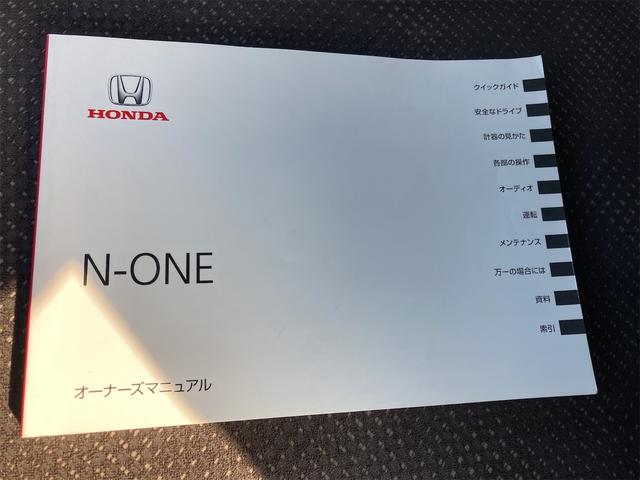 HONDA
N-ONE
オーナーズマニュアル
クイックガイド
安全なドライブ
計器の見かた
各部の操作
オーディオ
運転
メンテナンス
万一の場合には
資料
索引